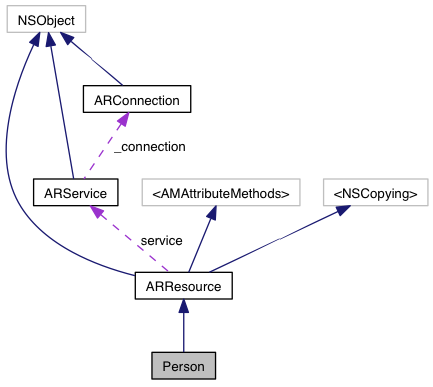 NSObject
ARConnection
_connection
ARService
<AMAttributeMethods>
<NSCopying>
service
ARResource
Person